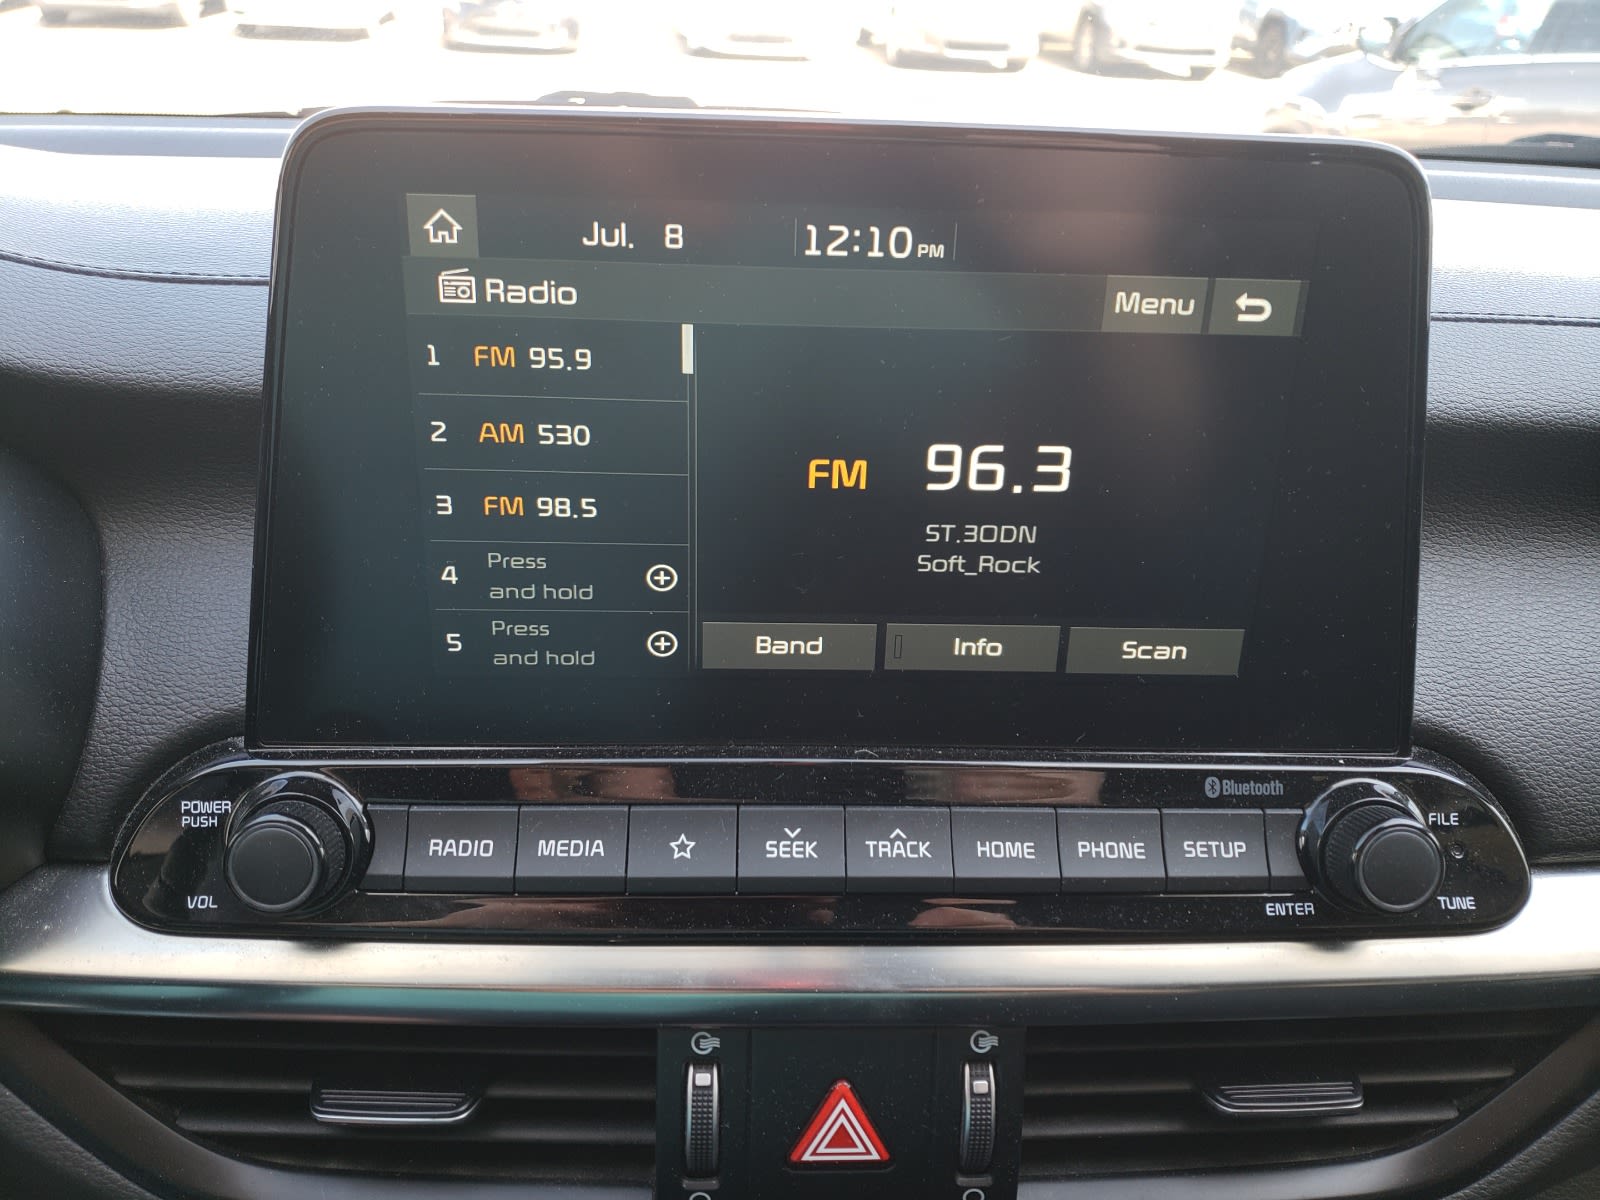 Jul. 8 12:10 PM
Radio Menu
1 FM 95.9
2 AM 530
3 FM 98.5
4 Press
and hold
5 Press
and hold
FM 96.3
ST.30DN
Soft_Rock
Band Info Scan
Bluetooth
POWER
PUSH
VOL
RADIO MEDIA SEEK TRACK HOME PHONE SETUP
FILE
ENTER
TUNE